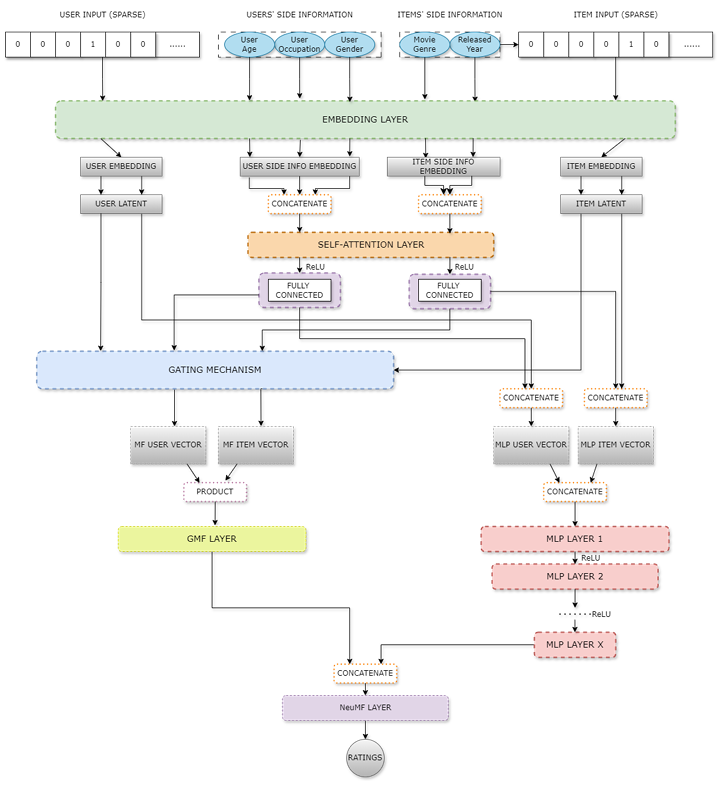 USER INPUT (SPARSE)
USERS' SIDE INFORMATION
ITEMS' SIDE INFORMATION
ITEM INPUT (SPARSE)
0 0 0 1 0 0 ......
User Age
User Occupation
User Gender
Movie Genre
Released Year
0 0 0 0 1 0 ......
EMBEDDING LAYER
USER EMBEDDING
USER SIDE INFO EMBEDDING
ITEM SIDE INFO
EMBEDDING
ITEM EMBEDDING
USER LATENT
CONCATENATE
CONCATENATE
ITEM LATENT
SELF-ATTENTION LAYER
ReLU
ReLU
FULLY
CONNECTED
FULLY
CONNECTED
GATING MECHANISM
CONCATENATE
CONCATENATE
MF USER VECTOR
MF ITEM VECTOR
MLP USER VECTOR
MLP ITEM VECTOR
PRODUCT
CONCATENATE
GMF LAYER
MLP LAYER 1
ReLU
MLP LAYER 2
.......ReLU
MLP LAYER X
CONCATENATE
NeuMF LAYER
RATINGS